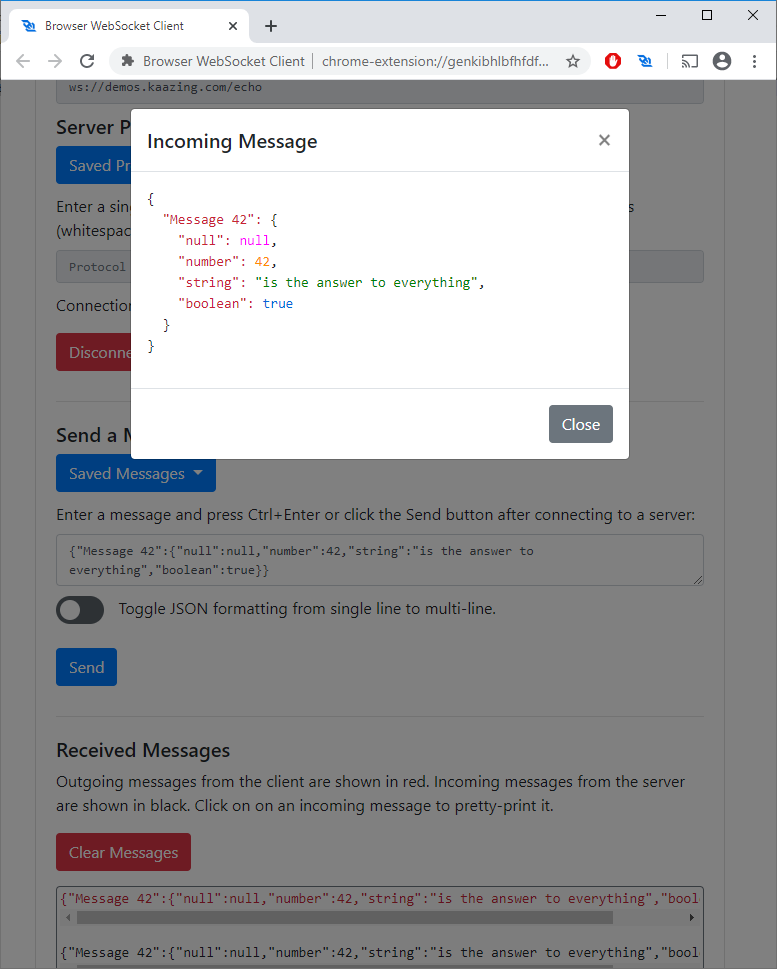 Browser WebSocket Client
Browser WebSocket Client | chrome-extension://genkibhlbfhfdf...
ws://demos.kaazing.com/echo
Server P
Saved Pr
Enter a sin
s
(whitespac
Protocol
Connection
Disconne
Incoming Message
{
  "Message 42": {
    "null": null,
    "number": 42,
    "string": "is the answer to everything",
    "boolean": true
  }
}
Close
Send a M
Saved Messages
Enter a message and press Ctrl+Enter or click the Send button after connecting to a server:
{"Message 42":{"null":null,"number":42,"string":"is the answer to
everything","boolean":true}}
Toggle JSON formatting from single line to multi-line.
Send
Received Messages
Outgoing messages from the client are shown in red. Incoming messages from the server
are shown in black. Click on on an incoming message to pretty-print it.
Clear Messages
{"Message 42":{"null":null,"number":42,"string":"is the answer to everything","bool
{"Message 42":{"null":null,"number":42,"string":"is the answer to everything","bool